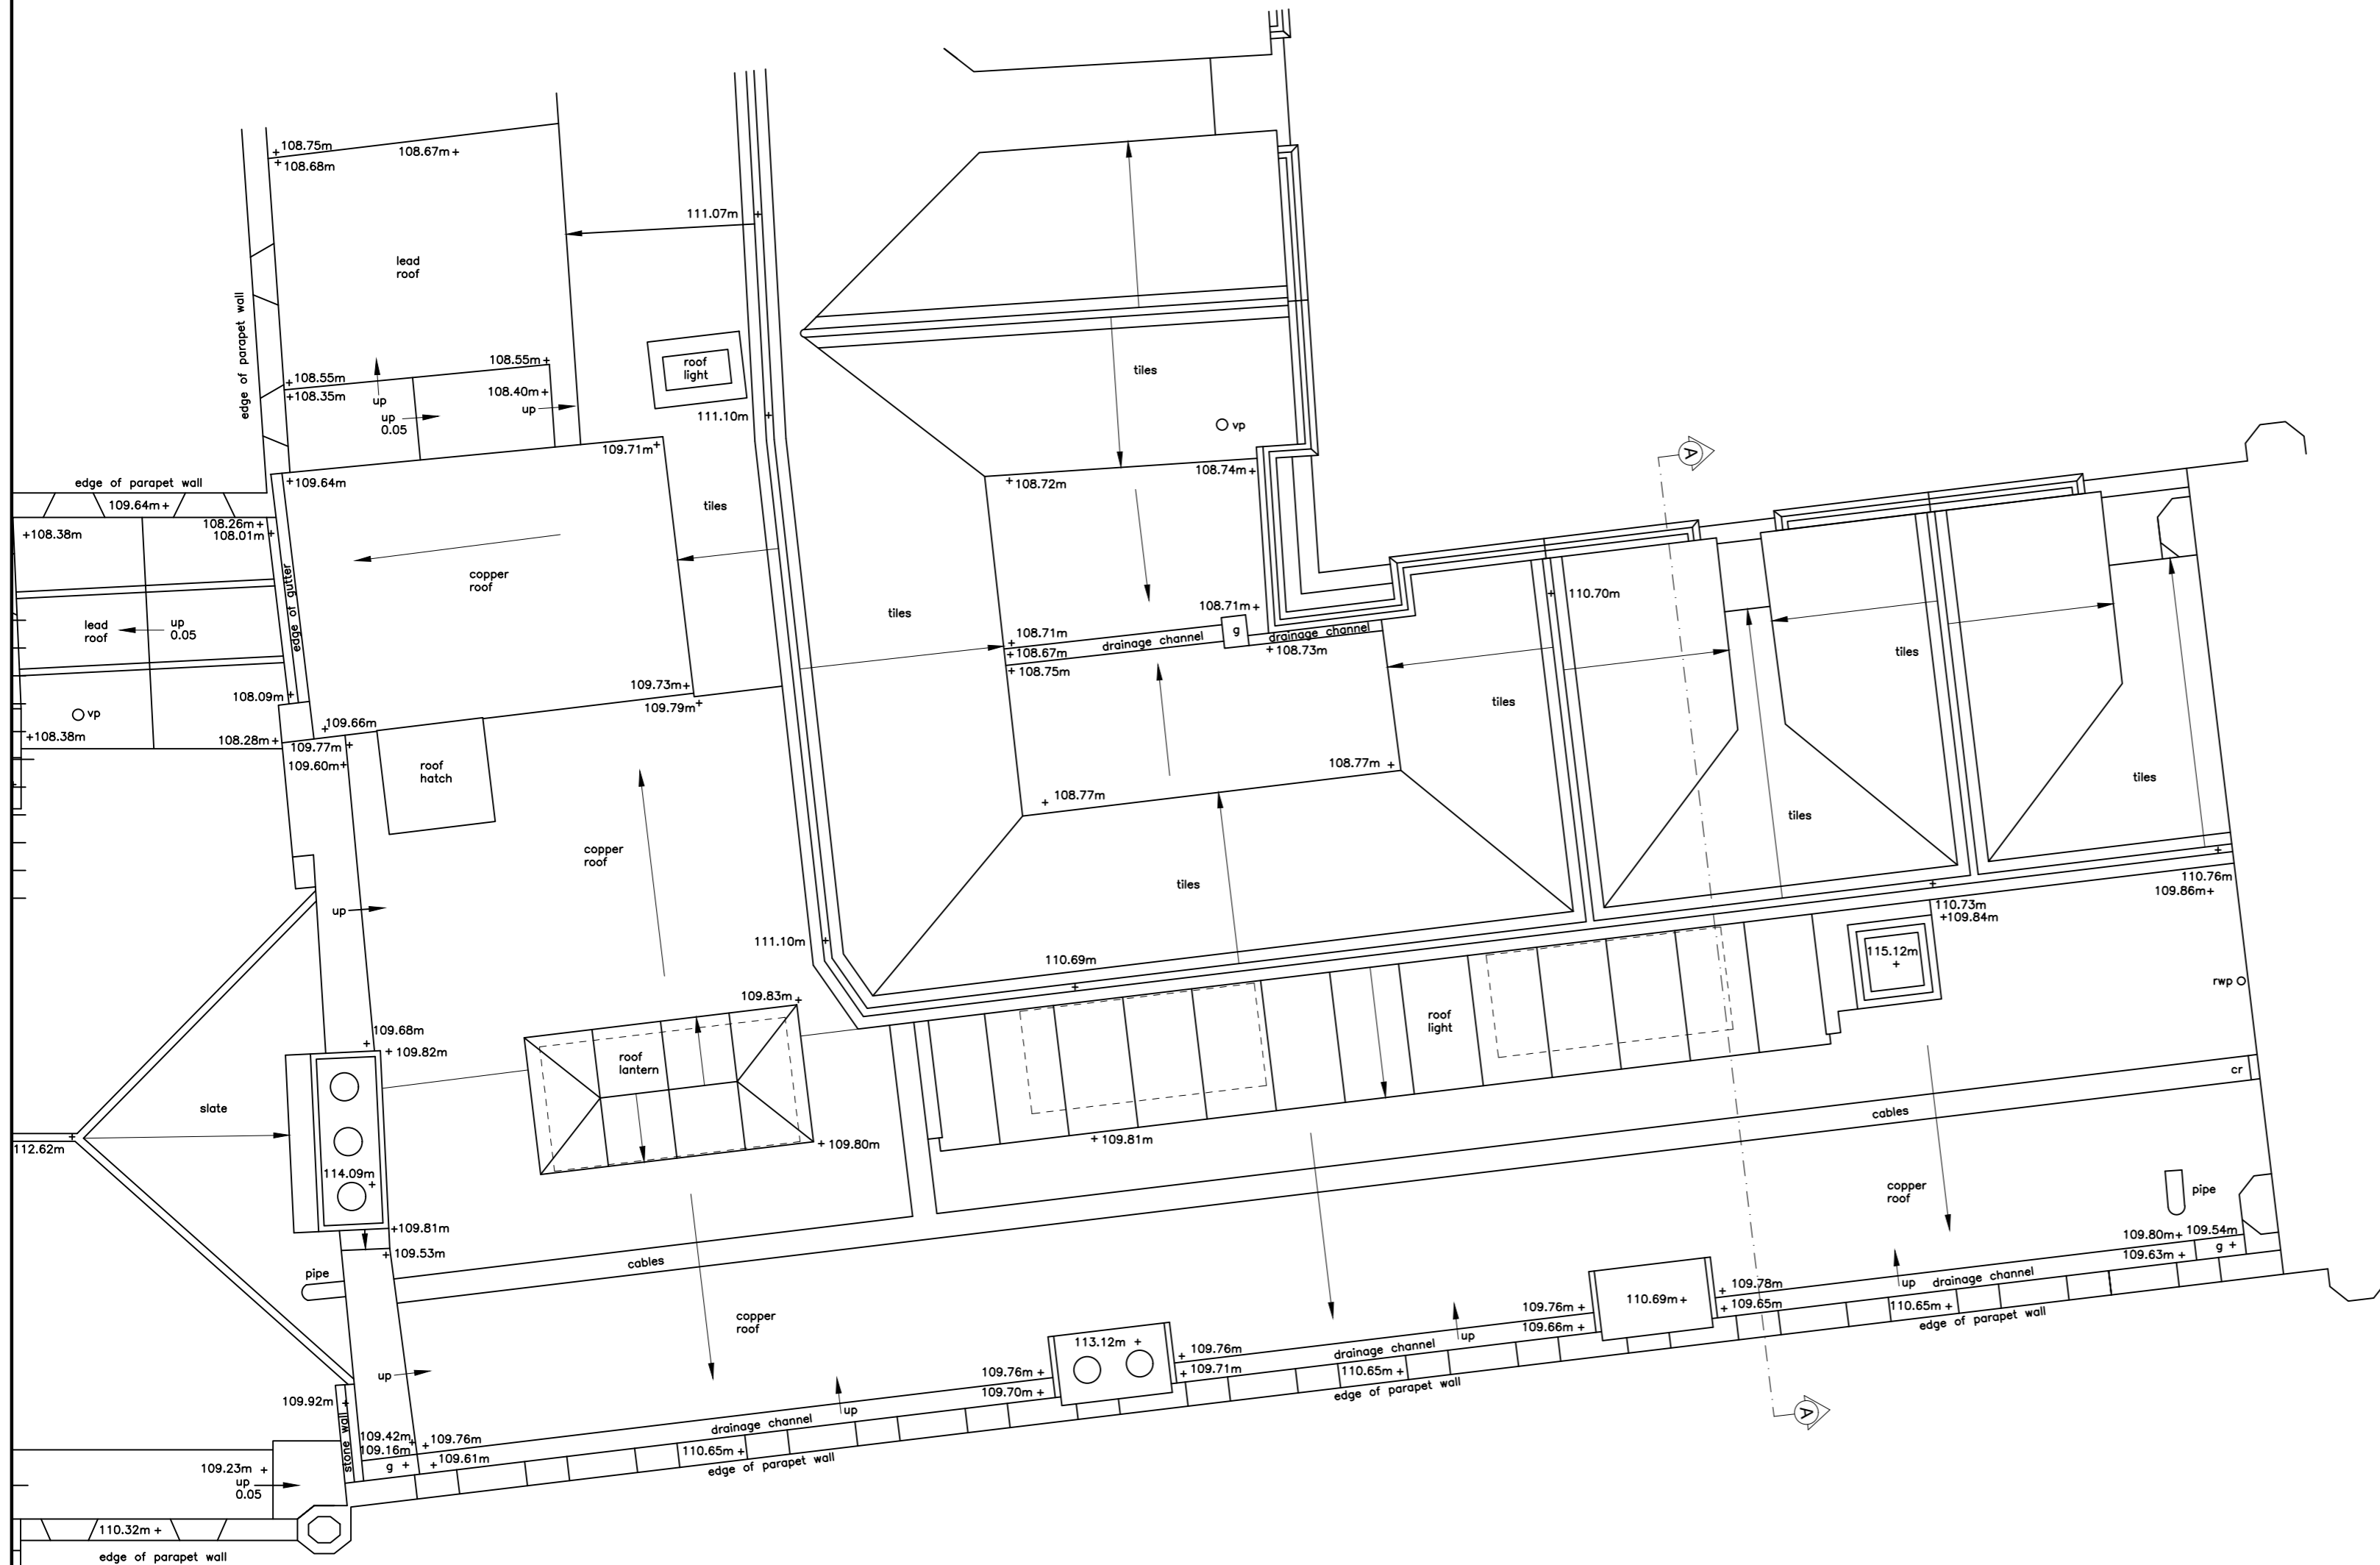 108.75m
108.68m
108.67m
111.07m
lead
roof
edge of parapet wall
roof
light
tiles
108.55m
108.55m
108.35m
up
up
0.05
108.40m
up
111.10m
vp
A
109.71m
108.74m
108.72m
edge of parapet wall
109.64m
109.64m
tiles
108.26m
108.01m
108.38m
edge of gutter
copper
roof
110.70m
tiles
108.71m
g
lead
roof
up
0.05
108.71m
drainage channel
drainage channel
108.67m
108.73m
108.75m
tiles
109.73m
109.79m
108.09m
vp
109.66m
tiles
108.38m
108.28m
109.77m
109.60m
roof
hatch
108.77m
108.77m
tiles
tiles
copper
roof
tiles
up
110.76m
109.86m
110.73m
109.84m
111.10m
110.69m
115.12m
rwp
109.83m
roof
light
109.68m
109.82m
roof
lantern
cr
slate
cables
109.81m
109.80m
112.62m
114.09m
copper
roof
pipe
109.81m
109.53m
109.80m
109.54m
109.63m
g
cables
pipe
up
drainage channel
109.78m
110.69m
109.65m
110.65m
edge of parapet wall
109.76m
109.66m
copper
roof
113.12m
up
drainage channel
109.76m
109.71m
110.65m
edge of parapet wall
up
109.76m
109.70m
A
109.92m
stone wall
up
drainage channel
109.42m
109.16m
g
109.76m
109.61m
110.65m
edge of parapet wall
109.23m
up
0.05
110.32m
edge of parapet wall